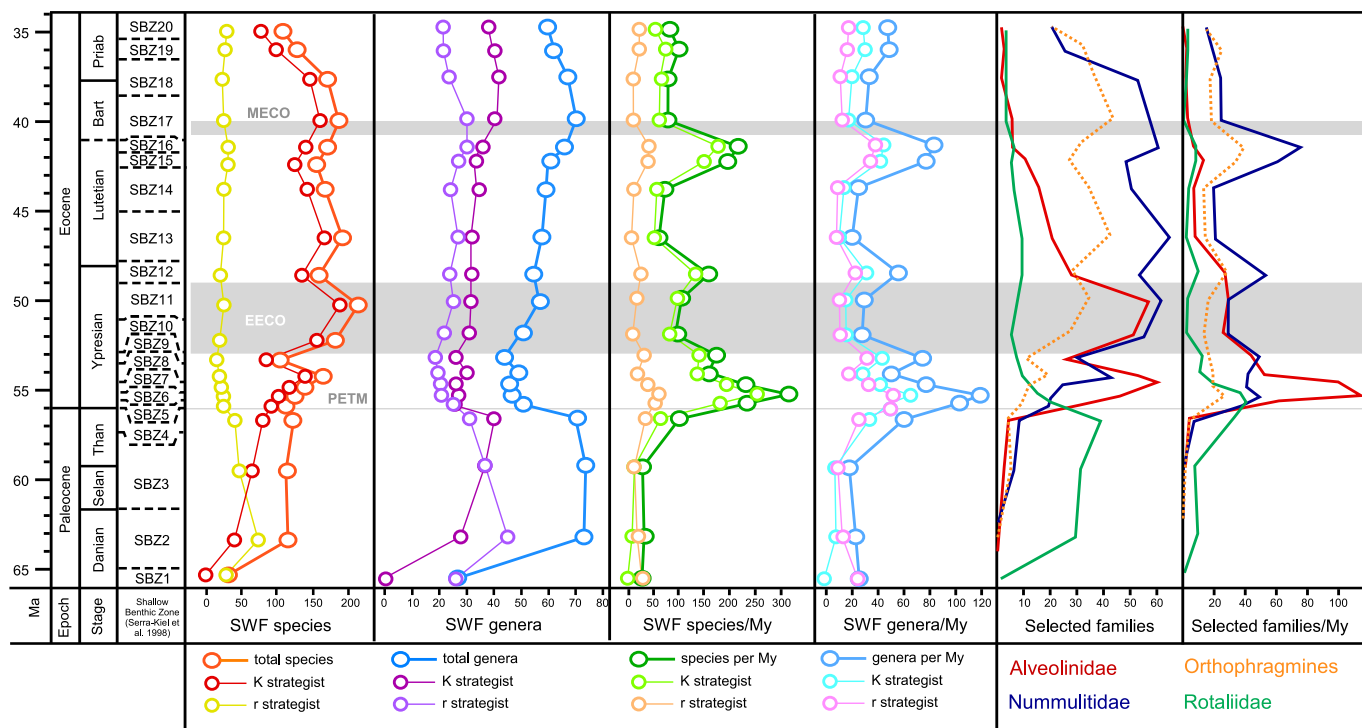 35
40
45
50
55
60
65
Ma
Eocene
Paleocene
Epoch
Priab
Bart
Lutetian
Ypresian
Than
Selan
Danian
Stage
SBZ20
SBZ19
SBZ18
SBZ17
SBZ16
SBZ15
SBZ14
SBZ13
SBZ12
SBZ11
SBZ10
SBZ9
SBZ8
SBZ7
SBZ6
SBZ5
SBZ4
SBZ3
SBZ2
SBZ1
Shallow
Benthic Zone
(Serra-Kiel et
al. 1998)
MECO
EECO
PETM
0 50 100 150 200
SWF species
0 10 20 30 40 50 60 70 80
SWF genera
0 50 100 150 200 250 300
SWF species/My
0 20 40 60 80 100 120
SWF genera/My
10 20 30 40 50 60
Selected families
20 40 60 80 100
Selected families/My
total species
K strategist
r strategist
total genera
K strategist
r strategist
species per My
K strategist
r strategist
genera per My
K strategist
r strategist
Alveolinidae
Nummulitidae
Orthophragmines
Rotaliidae